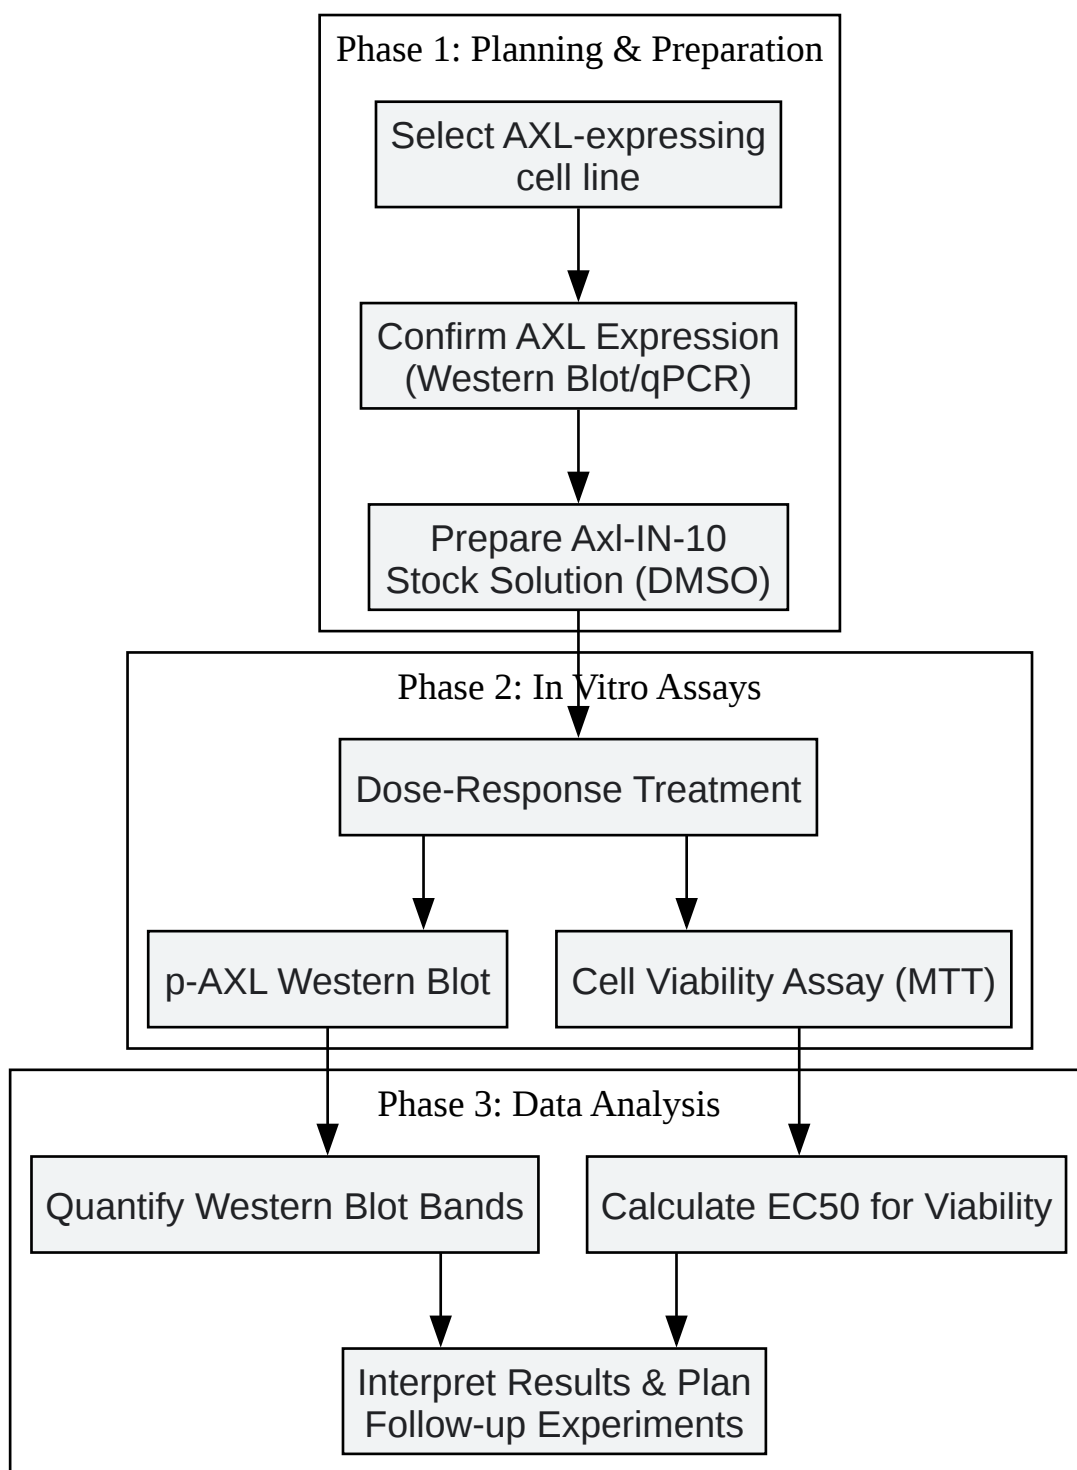 Phase 1: Planning & Preparation
Select AXL-expressing
cell line
Confirm AXL Expression
(Western Blot/qPCR)
Prepare Axl-IN-10
Stock Solution (DMSO)
Phase 2: In Vitro Assays
Dose-Response Treatment
p-AXL Western Blot
Cell Viability Assay (MTT)
Phase 3: Data Analysis
Quantify Western Blot Bands
Calculate EC50 for Viability
Interpret Results & Plan
Follow-up Experiments